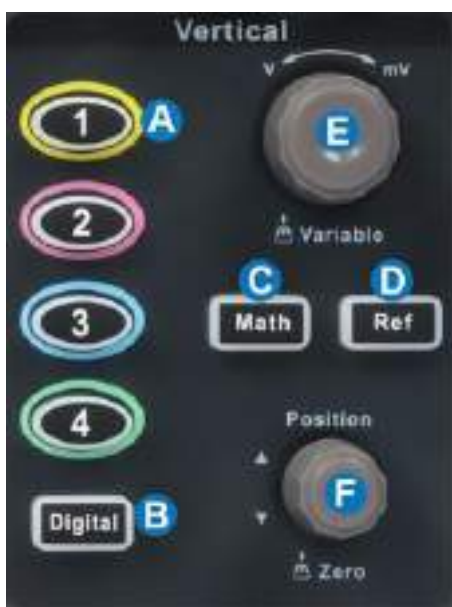 Vertical
V mV
1 A
E
2
Variable
C D
3 Math Ref
4
Position
F
Digital B
Zero